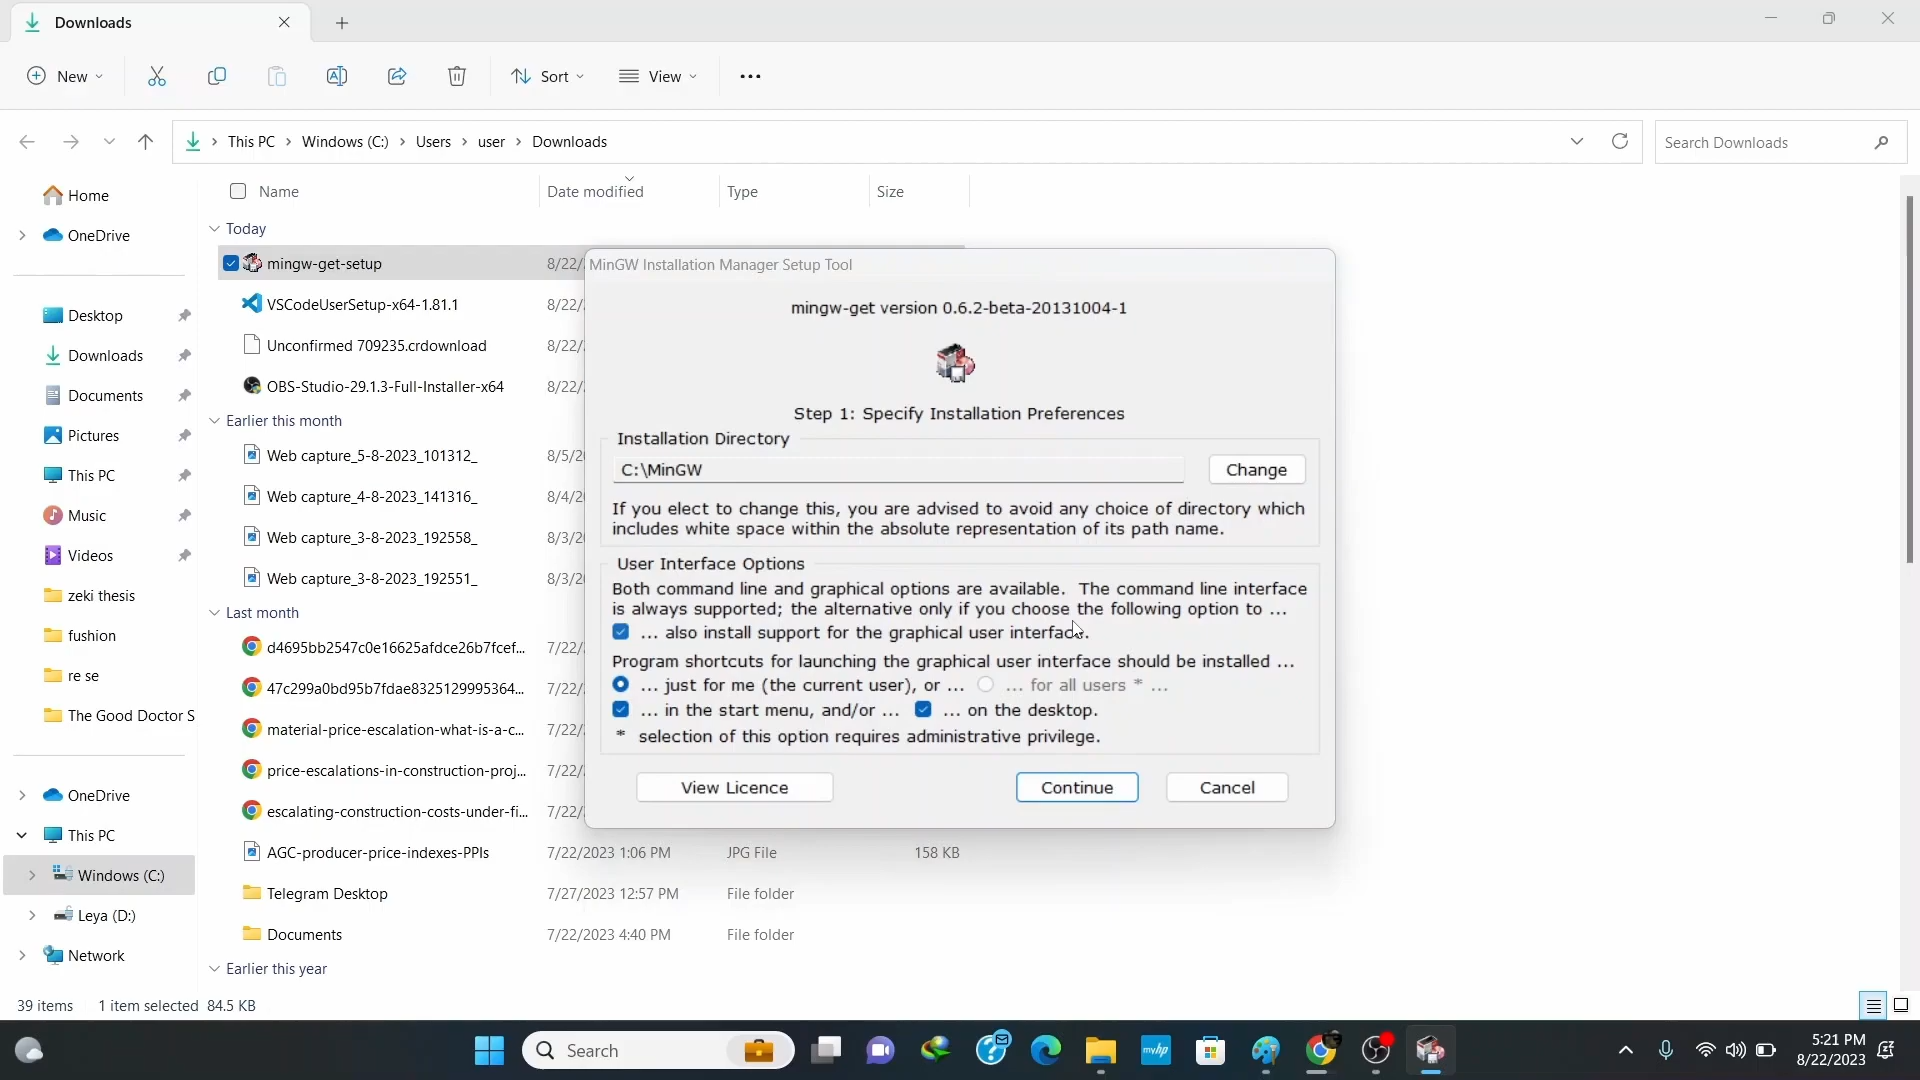 Downloads
New
Sort
View
This PC > Windows (C:) > Users > user > Downloads
Search Downloads
Name
Date modified
Type
Size
Home
OneDrive
Desktop
Downloads
Documents
Pictures
This PC
Music
Videos
zeki thesis
fushion
re se
The Good Doctor S
OneDrive
This PC
Windows (C:)
Leya (D:)
Network
Today
mingw-get-setup 8/22/
VSCodeUserSetup-x64-1.81.1 8/22/
Unconfirmed 709235.crdownload 8/22/
OBS-Studio-29.1.3-Full-Installer-x64 8/22/
Earlier this month
Web capture_5-8-2023_101312_ 8/5/20
Web capture_4-8-2023_141316_ 8/4/20
Web capture_3-8-2023_192558_ 8/3/20
Web capture_3-8-2023_192551_ 8/3/20
Last month
d4695bb2547c0e16625afdce26b7fcef... 7/22/
47c299a0bd95b7fdae8325129995364... 7/22/
material-price-escalation-what-is-a-c... 7/22/
price-escalations-in-construction-proj... 7/22/
escalating-construction-costs-under-fi... 7/22/
AGC-producer-price-indexes-PPIs 7/22/2023 1:06 PM JPG File 158 KB
Telegram Desktop 7/27/2023 12:57 PM File folder
Documents 7/22/2023 4:40 PM File folder
Earlier this year
MinGW Installation Manager Setup Tool
mingw-get version 0.6.2-beta-20131004-1
Step 1: Specify Installation Preferences
Installation Directory
C:\MinGW
Change
If you elect to change this, you are advised to avoid any choice of directory which
includes white space within the absolute representation of its path name.
User Interface Options
Both command line and graphical options are available. The command line interface
is always supported; the alternative only if you choose the following option to ...
... also install support for the graphical user interface.
Program shortcuts for launching the graphical user interface should be installed ...
... just for me (the current user), or ... ... for all users * ...
... in the start menu, and/or ... ... on the desktop.
* selection of this option requires administrative privilege.
View Licence
Continue
Cancel
39 items 1 item selected 84.5 KB
Search
myhp
5:21 PM
8/22/2023